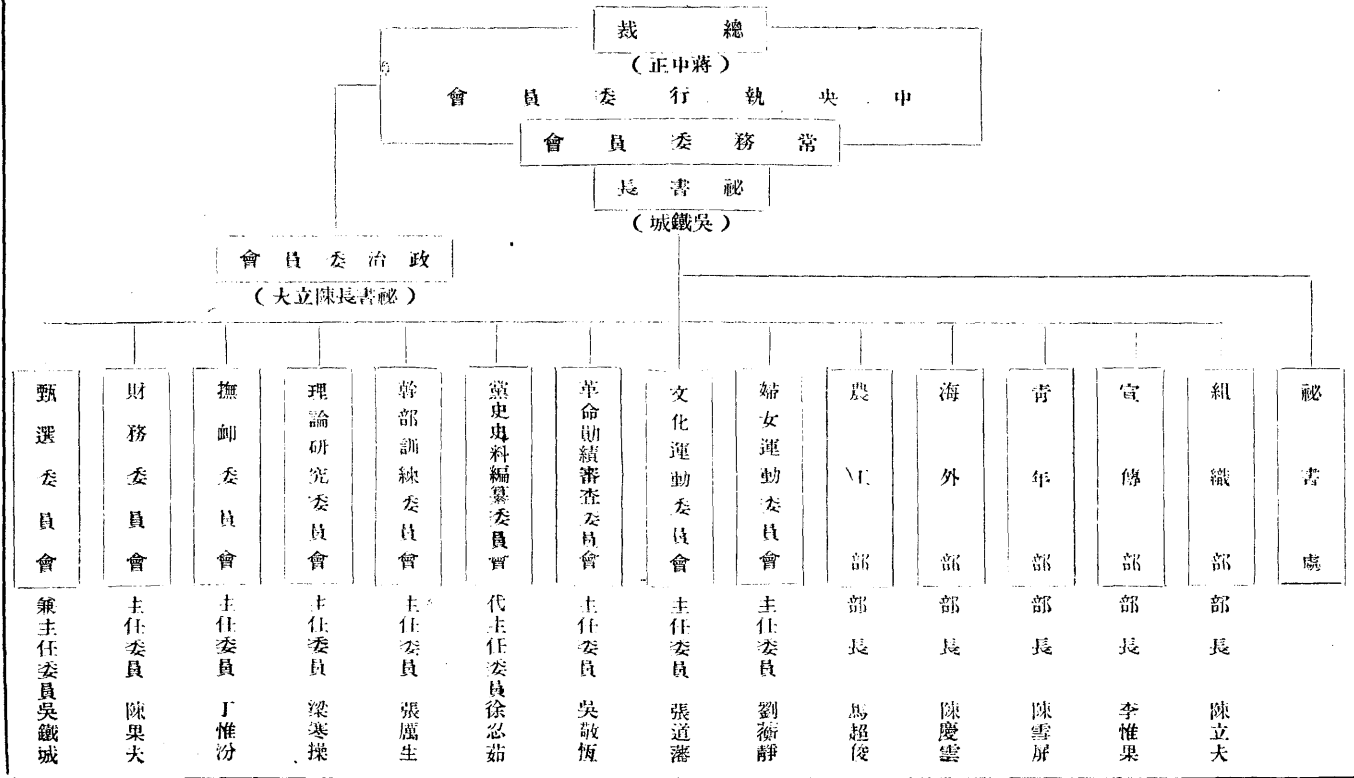 總裁
（蔣中正）
中央執行委員會
常務委員會
祕書長
（吳鐵城）
政治委員會
（祕書長陳立夫）
祕書處
組織部
部長 陳立夫
宣傳部
部長 李惟果
青年部
部長 陳雪屏
海外部
部長 陳慶雲
農工部
部長 馬超俊
婦女運動委員會
主任委員 劉蘅靜
文化運動委員會
主任委員 張道藩
革命勛績審查委員會
主任委員 吳敬恆
黨史史料編纂委員會
代主任委員 徐忍茹
幹部訓練委員會
主任委員 張厲生
理論研究委員會
主任委員 梁寒操
撫卹委員會
主任委員 丁惟汾
財務委員會
主任委員 陳果夫
甄選委員會
兼主任委員 吳鐵城